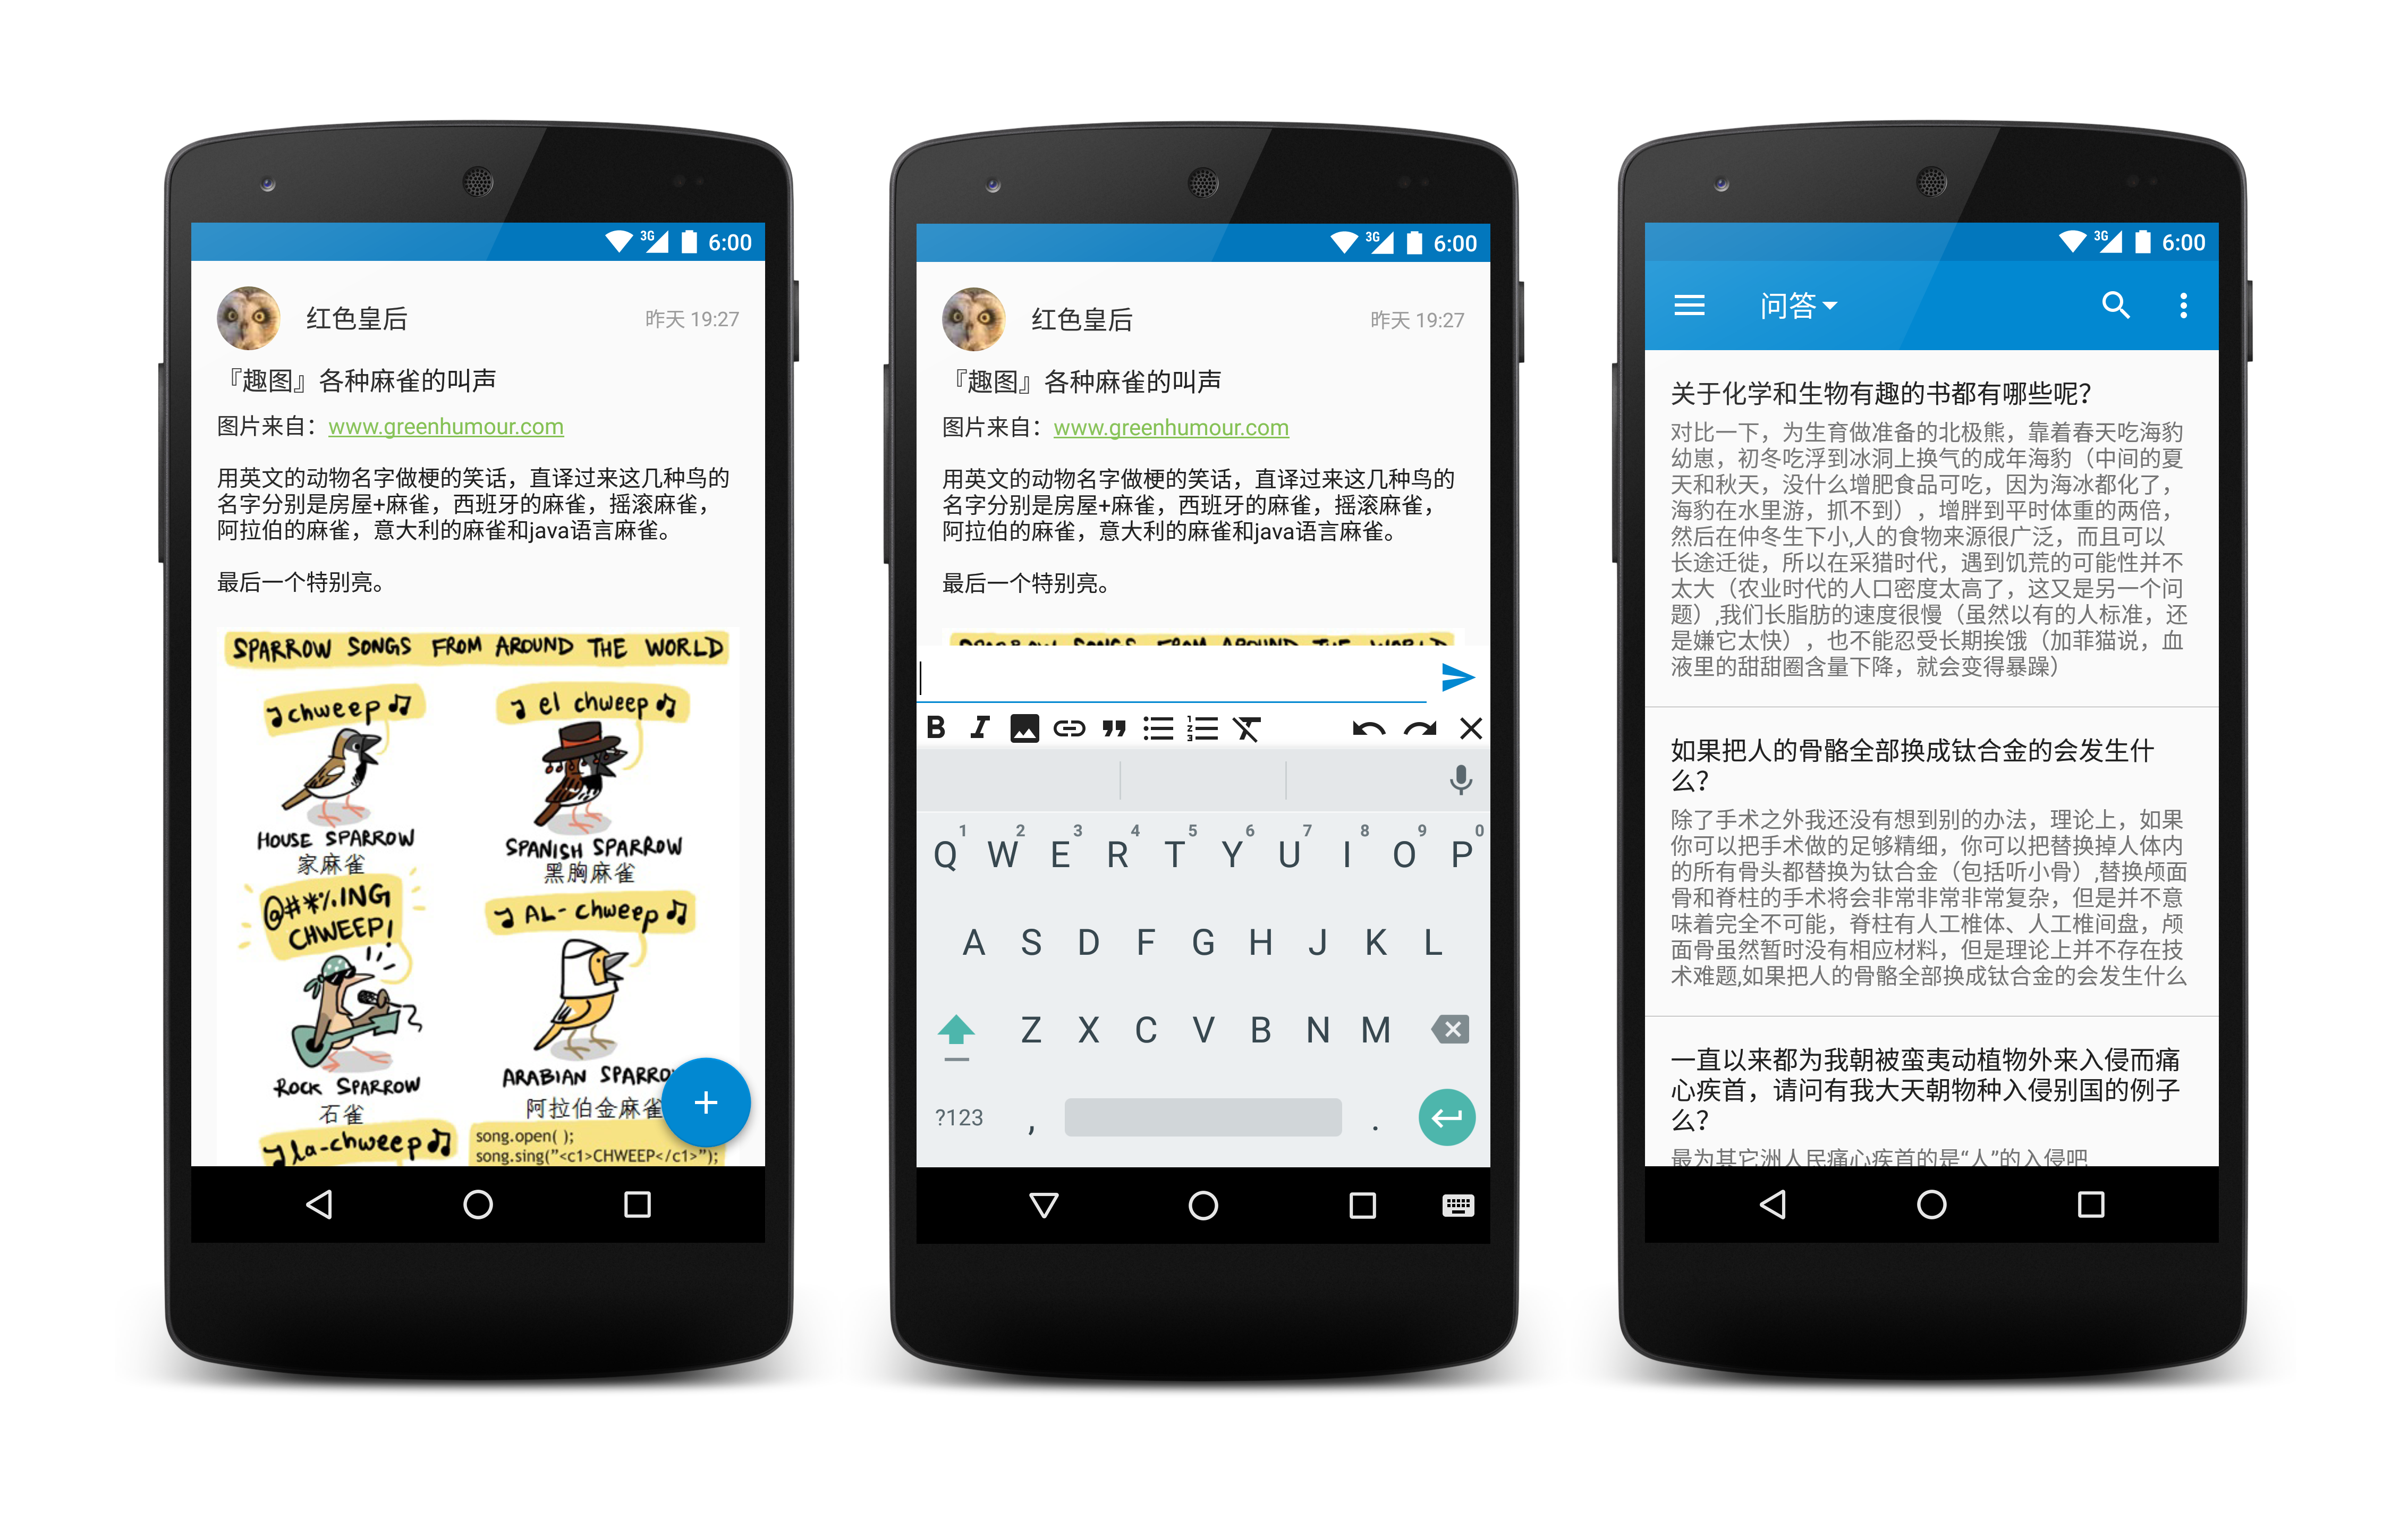 3G 6:00
红色皇后 昨天 19:27
『趣图』各种麻雀的叫声
图片来自：www.greenhumour.com
用英文的动物名字做梗的笑话，直译过来这几种鸟的
名字分别是房屋+麻雀，西班牙的麻雀，摇滚麻雀，
阿拉伯的麻雀，意大利的麻雀和java语言麻雀。
最后一个特别亮。
SPARROW SONGS FROM AROUND THE WORLD
chweep
el chweep
HOUSE SPARROW
家麻雀
SPANISH SPARROW
黑胸麻雀
@#*%.ING
CHWEEP!
AL- chweep
ROCK SPARROW
石雀
ARABIAN SPARRO
阿拉伯金麻雀
la-chweep
song.open( );
song.sing("<c1>CHWEEP</c1>");
3G 6:00
红色皇后 昨天 19:27
『趣图』各种麻雀的叫声
图片来自：www.greenhumour.com
用英文的动物名字做梗的笑话，直译过来这几种鸟的
名字分别是房屋+麻雀，西班牙的麻雀，摇滚麻雀，
阿拉伯的麻雀，意大利的麻雀和java语言麻雀。
最后一个特别亮。
SPARROW SONGS FROM AROUND THE WORLD
B I
1 2 3 4 5 6 7 8 9 0
Q W E R T Y U I O P
A S D F G H J K L
Z X C V B N M
?123 , .
3G 6:00
问答
关于化学和生物有趣的书都有哪些呢？
对比一下，为生育做准备的北极熊，靠着春天吃海豹
幼崽，初冬吃浮到冰洞上换气的成年海豹（中间的夏
天和秋天，没什么增肥食品可吃，因为海冰都化了，
海豹在水里游，抓不到），增胖到平时体重的两倍，
然后在仲冬生下小,人的食物来源很广泛，而且可以
长途迁徙，所以在采猎时代，遇到饥荒的可能性并不
太大（农业时代的人口密度太高了，这又是另一个问
题）,我们长脂肪的速度很慢（虽然以有的人标准，还
是嫌它太快），也不能忍受长期挨饿（加菲猫说，血
液里的甜甜圈含量下降，就会变得暴躁）
如果把人的骨骼全部换成钛合金的会发生什
么？
除了手术之外我还没有想到别的办法，理论上，如果
你可以把手术做的足够精细，你可以把替换掉人体内
的所有骨头都替换为钛合金（包括听小骨）,替换颅面
骨和脊柱的手术将会非常非常非常复杂，但是并不意
味着完全不可能，脊柱有人工椎体、人工椎间盘，颅
面骨虽然暂时没有相应材料，但是理论上并不存在技
术难题,如果把人的骨骼全部换成钛合金的会发生什么
一直以来都为我朝被蛮夷动植物外来入侵而痛
心疾首，请问有我大天朝物种入侵别国的例子
么？
最为其它洲人民痛心疾首的是“人”的入侵吧